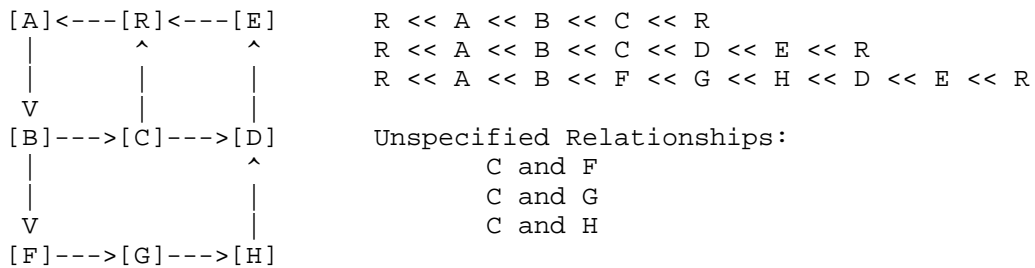 [A]<---[R]<---[E]        R << A << B << C << R
 |      ^      ^         R << A << B << C << D << E << R
 |      |      |         R << A << B << F << G << H << D << E << R
 V      |      |
[B]--->[C]--->[D]        Unspecified Relationships:
 |             ^                C and F
 |             |                C and G
 V             |                C and H
[F]--->[G]--->[H]